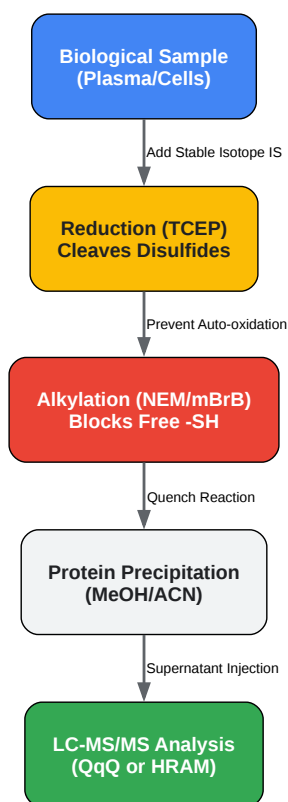 Biological Sample
(Plasma/Cells)
Add Stable Isotope IS
Reduction (TCEP)
Cleaves Disulfides
Prevent Auto-oxidation
Alkylation (NEM/mBrB)
Blocks Free -SH
Quench Reaction
Protein Precipitation
(MeOH/ACN)
Supernatant Injection
LC-MS/MS Analysis
(QqQ or HRAM)